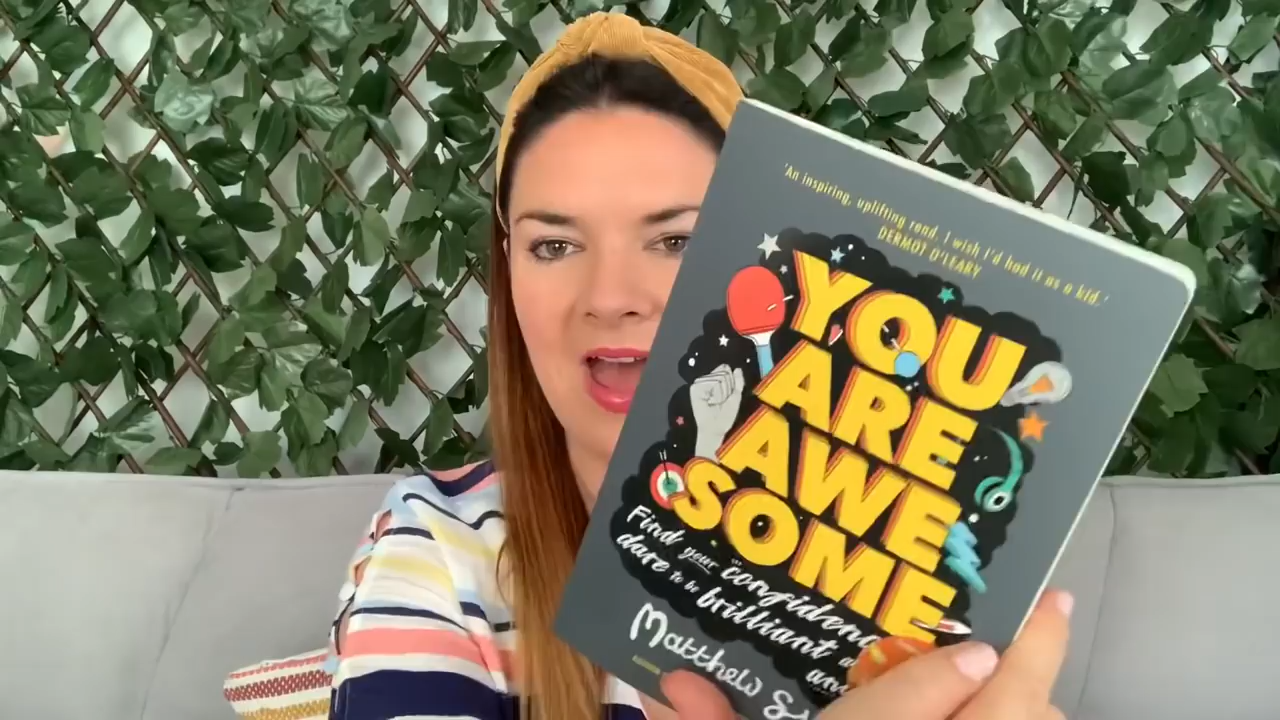 'An inspiring, uplifting read, I wish I'd had it as a kid.'
DERMOT O'LEARY
YOU
ARE
AWE
SOME
Find your confidence
dare to be brilliant
Matthew